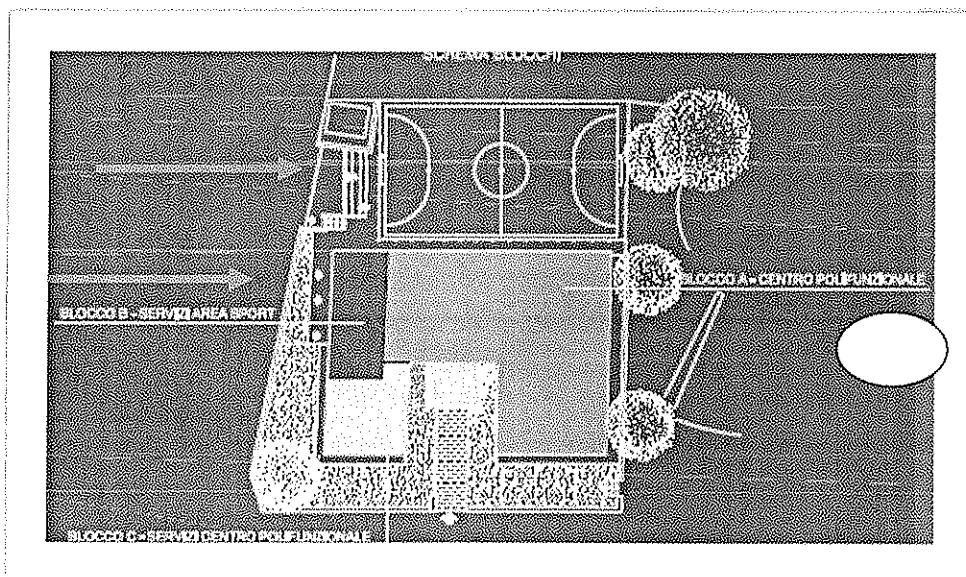 SCHEMA BLOCCHI
BLOCCO A - CENTRO POLIFUNZIONALE
BLOCCO B - SERVIZI AREA SPORT
BLOCCO C - SERVIZI CENTRO POLIFUNZIONALE